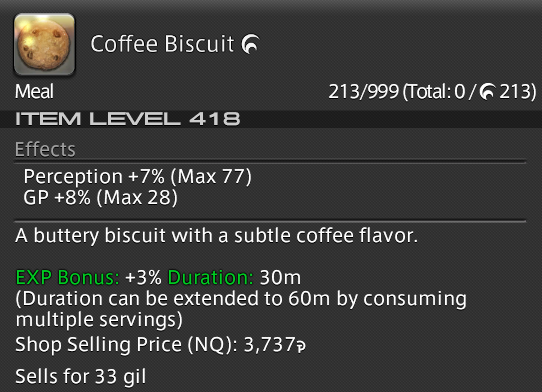 Coffee Biscuit
Meal
213/999 (Total: 0 / 213)
ITEM LEVEL 418
Effects
Perception +7% (Max 77)
GP +8% (Max 28)
A buttery biscuit with a subtle coffee flavor.
EXP Bonus: +3% Duration: 30m
(Duration can be extended to 60m by consuming
multiple servings)
Shop Selling Price (NQ): 3,737
Sells for 33 gil